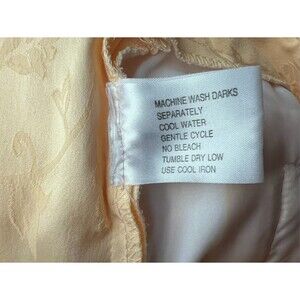 MACHINE WASH DARKS
SEPARATELY
COOL WATER
GENTLE CYCLE
NO BLEACH
TUMBLE DRY LOW
USE COOL IRON